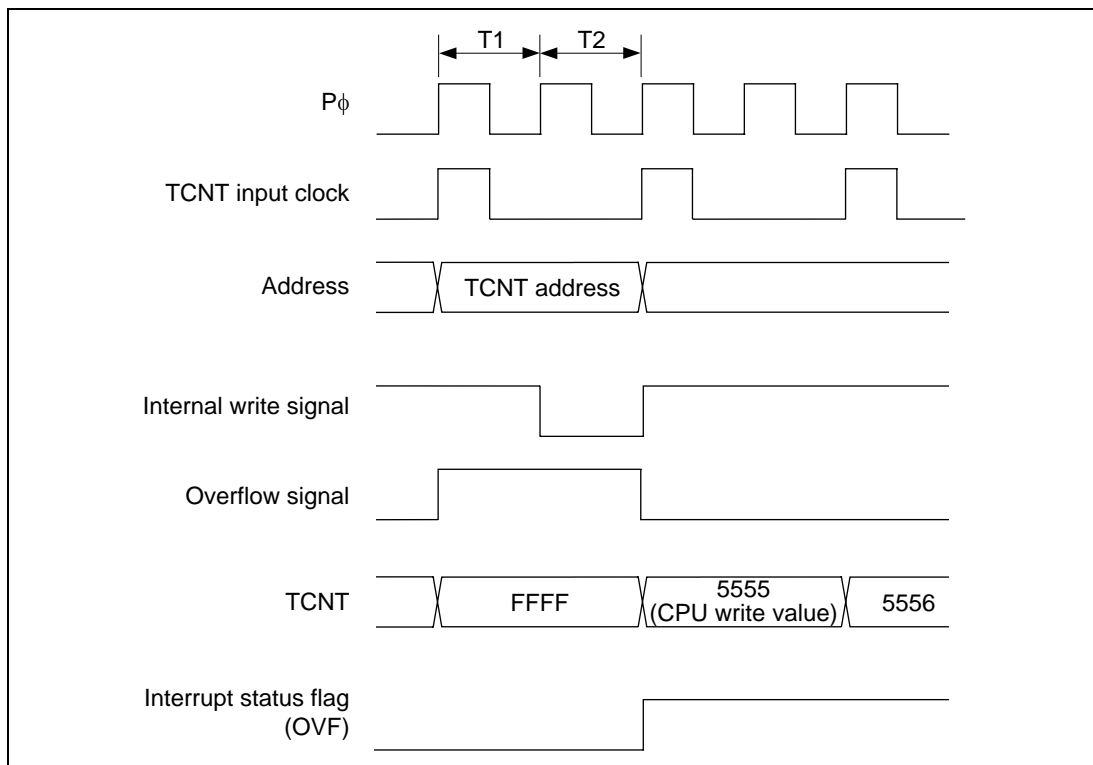 T1 T2
Pϕ
TCNT input clock
Address TCNT address
Internal write signal
Overflow signal
TCNT FFFF 5555 5556
(CPU write value)
Interrupt status flag
(OVF)